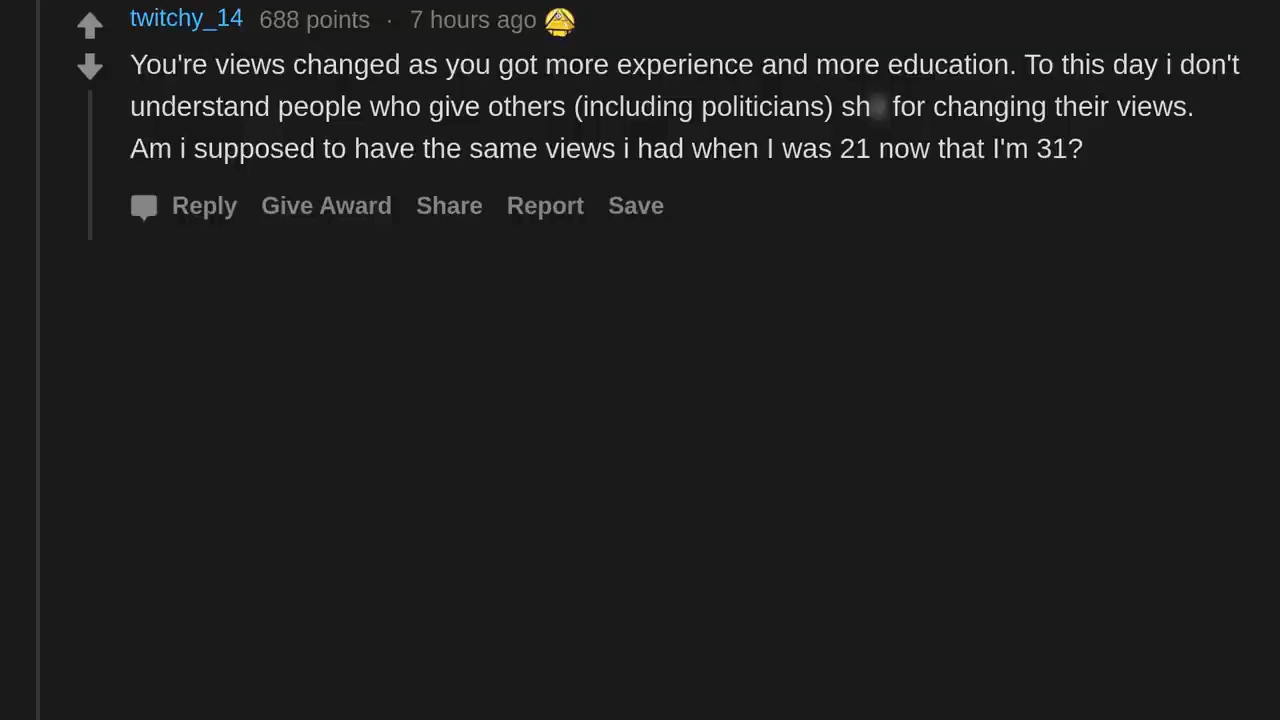 twitchy_14 688 points · 7 hours ago
You're views changed as you got more experience and more education. To this day i don't
understand people who give others (including politicians) sh for changing their views.
Am i supposed to have the same views i had when I was 21 now that I'm 31?
Reply Give Award Share Report Save